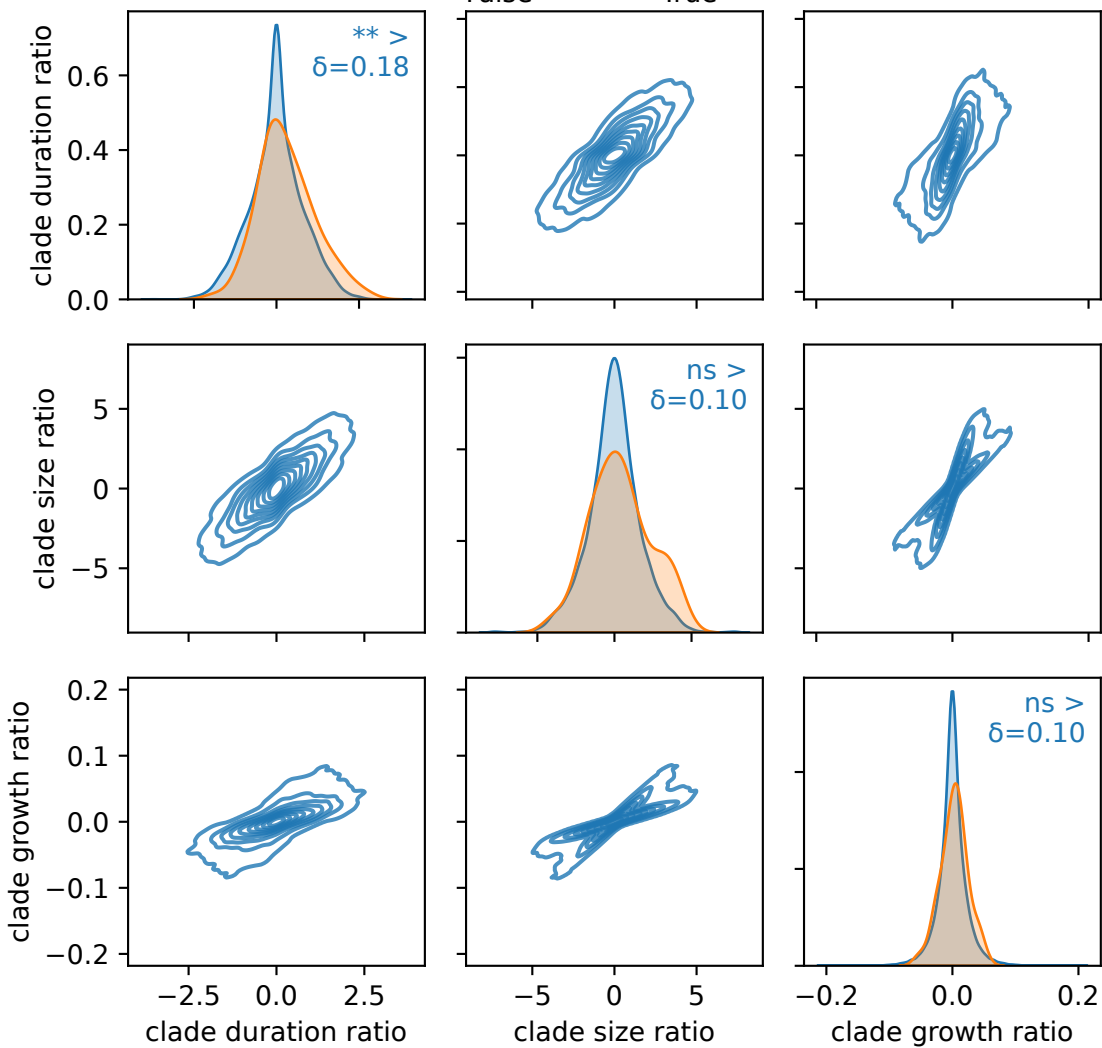 clade duration ratio
0.6
0.4
0.2
0.0
** >
δ=0.18
clade size ratio
5
0
−5
ns >
δ=0.10
clade growth ratio
0.2
0.1
0.0
−0.1
−0.2
ns >
δ=0.10
−2.5 0.0 2.5
−5 0 5
−0.2 0.0 0.2
clade duration ratio
clade size ratio
clade growth ratio